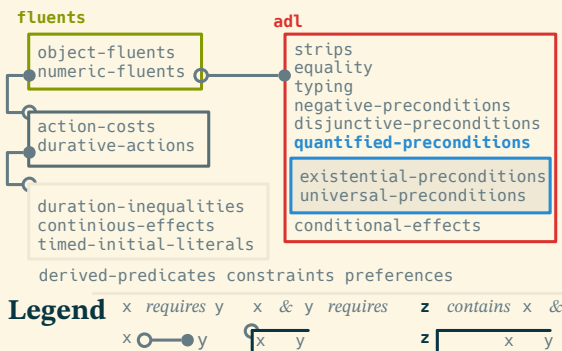 fluents
adl
object-fluents
numeric-fluents
strips
equality
typing
negative-preconditions
disjunctive-preconditions
quantified-preconditions
existential-preconditions
universal-preconditions
conditional-effects
action-costs
durative-actions
duration-inequalities
continious-effects
timed-initial-literals
derived-predicates constraints preferences
Legend x requires y x & y requires z contains x &
x y x y z x y